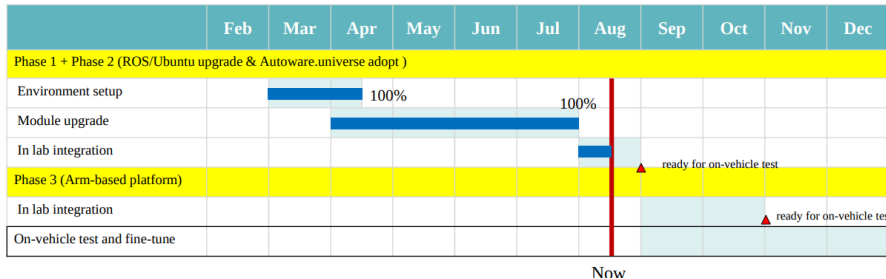 Feb Mar Apr May Jun Jul Aug Sep Oct Nov Dec
Phase 1 + Phase 2 (ROS/Ubuntu upgrade & Autoware.universe adopt )
Environment setup
100%
100%
Module upgrade
In lab integration
ready for on-vehicle test
Phase 3 (Arm-based platform)
In lab integration
ready for on-vehicle tes
On-vehicle test and fine-tune
Now